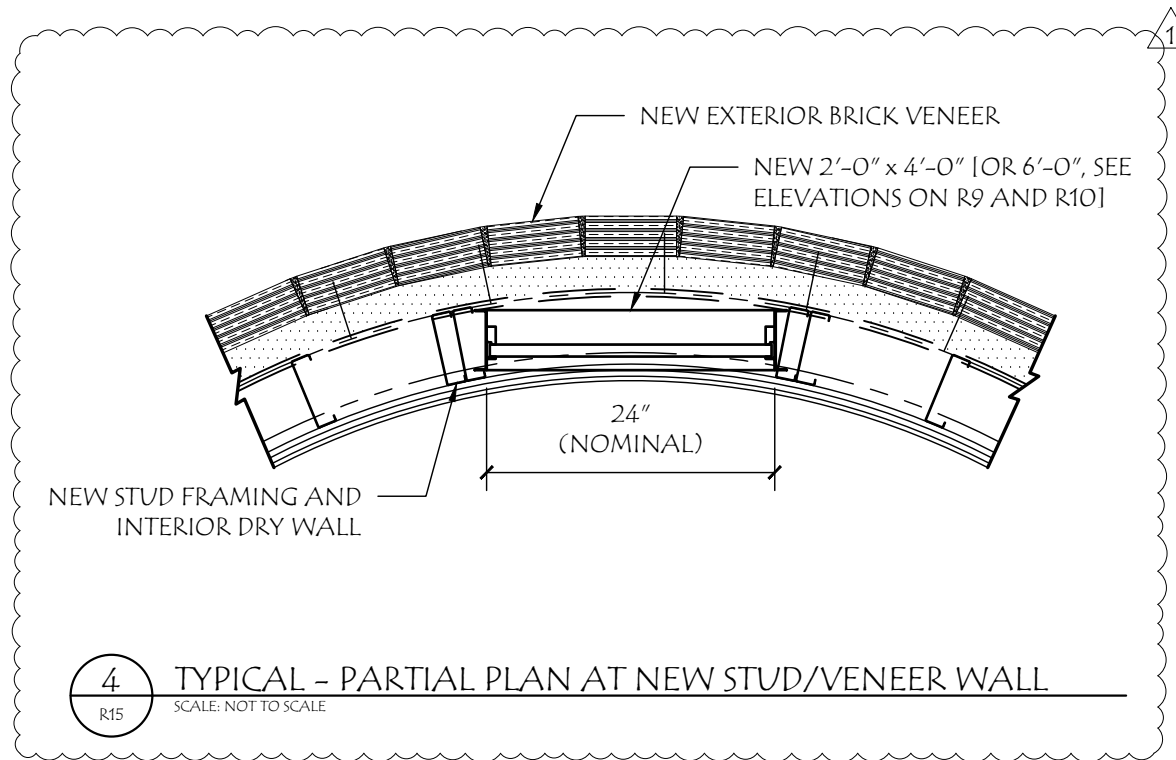 1
NEW EXTERIOR BRICK VENEER
NEW 2'-0" x 4'-0" [OR 6'-0", SEE
ELEVATIONS ON R9 AND R10]
24"
(NOMINAL)
NEW STUD FRAMING AND
INTERIOR DRY WALL
4
R15
TYPICAL - PARTIAL PLAN AT NEW STUD/VENEER WALL
SCALE: NOT TO SCALE